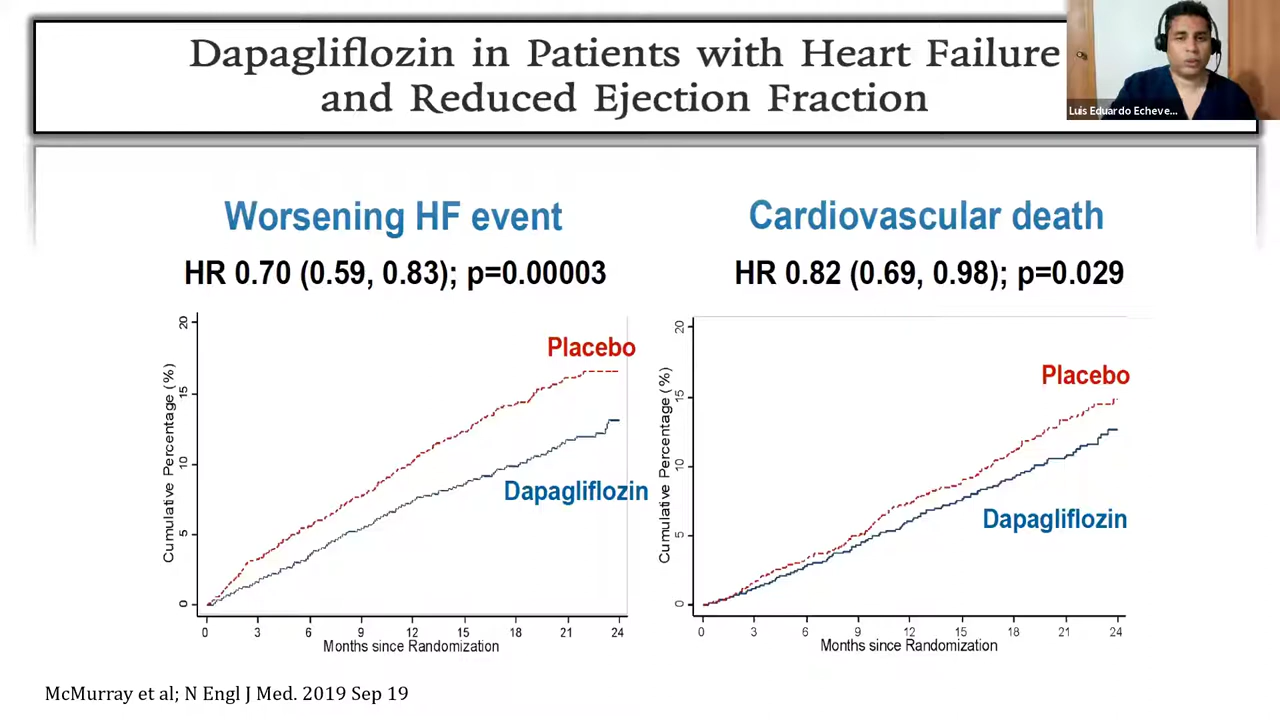 Dapagliflozin in Patients with Heart Failure
and Reduced Ejection Fraction
Luis Eduardo Echeve...
Worsening HF event
HR 0.70 (0.59, 0.83); p=0.00003
Cumulative Percentage (%)
20
15
10
5
0
Placebo
Dapagliflozin
0 3 6 9 12 15 18 21 24
Months since Randomization
Cardiovascular death
HR 0.82 (0.69, 0.98); p=0.029
Cumulative Percentage (%)
20
15
10
5
0
Placebo
Dapagliflozin
0 3 6 9 12 15 18 21 24
Months since Randomization
McMurray et al; N Engl J Med. 2019 Sep 19